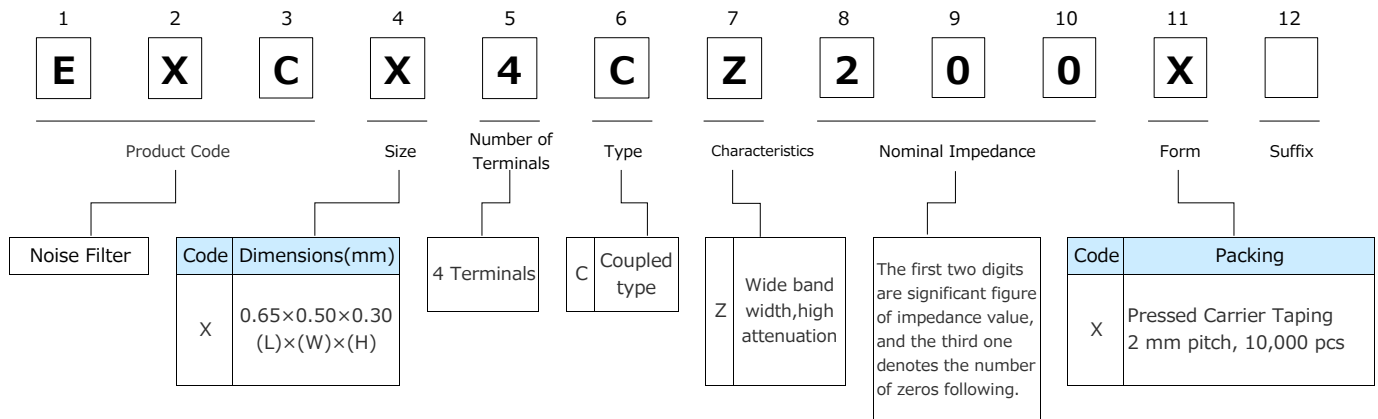 1 2 3 4 5 6 7 8 9 10 11 12
E X C X 4 C Z 2 0 0 X
Product Code Size Number of Terminals Type Characteristics Nominal Impedance Form Suffix
Noise Filter
Code Dimensions(mm)
X 0.65×0.50×0.30
(L)×(W)×(H)
4 Terminals
C Coupled
type
Z Wide band
width,high
attenuation
The first two digits
are significant figure
of impedance value,
and the third one
denotes the number
of zeros following.
Code Packing
X Pressed Carrier Taping
2 mm pitch, 10,000 pcs